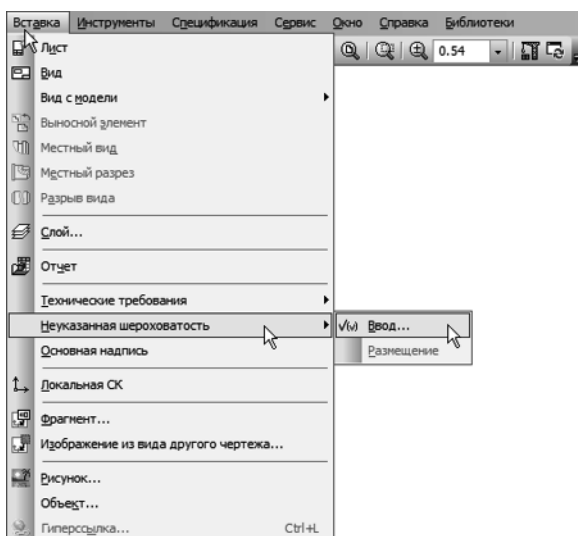 Вставка Инструменты Спецификация Сервис Окно Справка Библиотеки
Лист
0.54
Вид
Вид с модели
Выносной элемент
Местный вид
Местный разрез
Разрыв вида
Слой...
Отчет
Технические требования
Неуказанная шероховатость
Ввод...
Основная надпись
Размещение
Локальная СК
Фрагмент...
Изображение из вида другого чертежа...
Рисунок...
Объект...
Гиперссылка... Ctrl+L